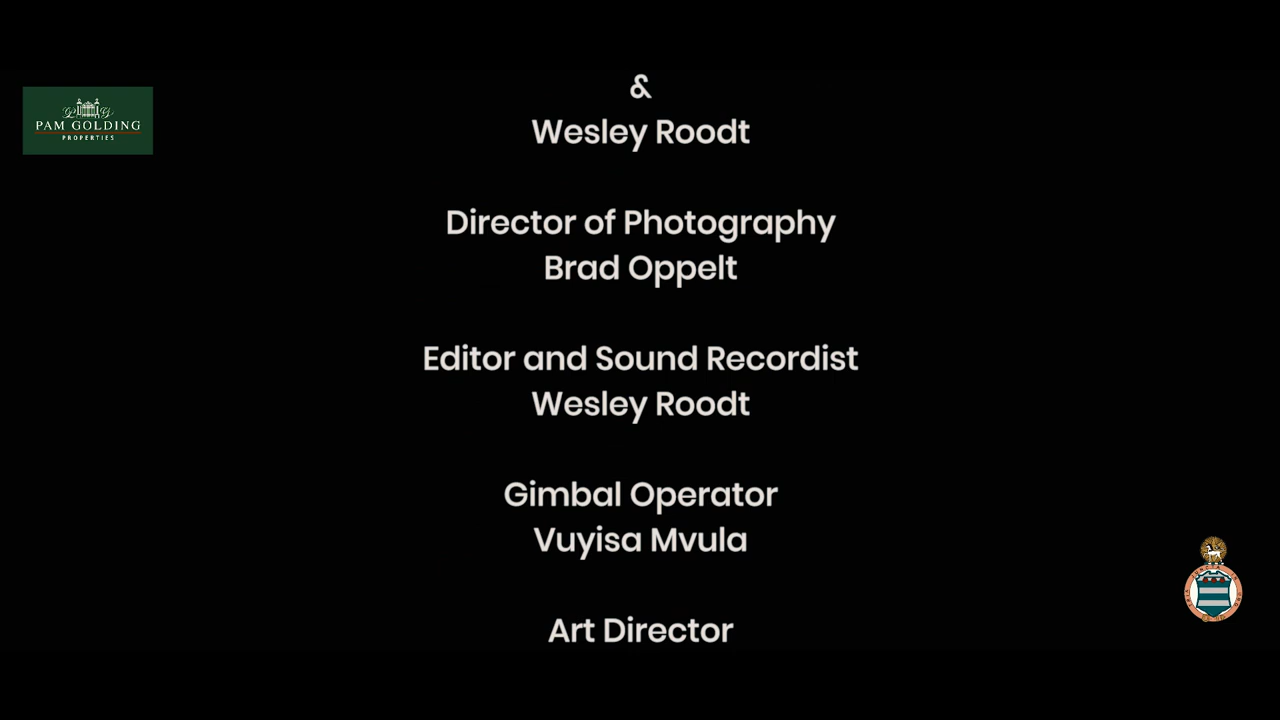 &
Wesley Roodt
PAM GOLDING
PROPERTIES
Director of Photography
Brad Oppelt
Editor and Sound Recordist
Wesley Roodt
Gimbal Operator
Vuyisa Mvula
Art Director